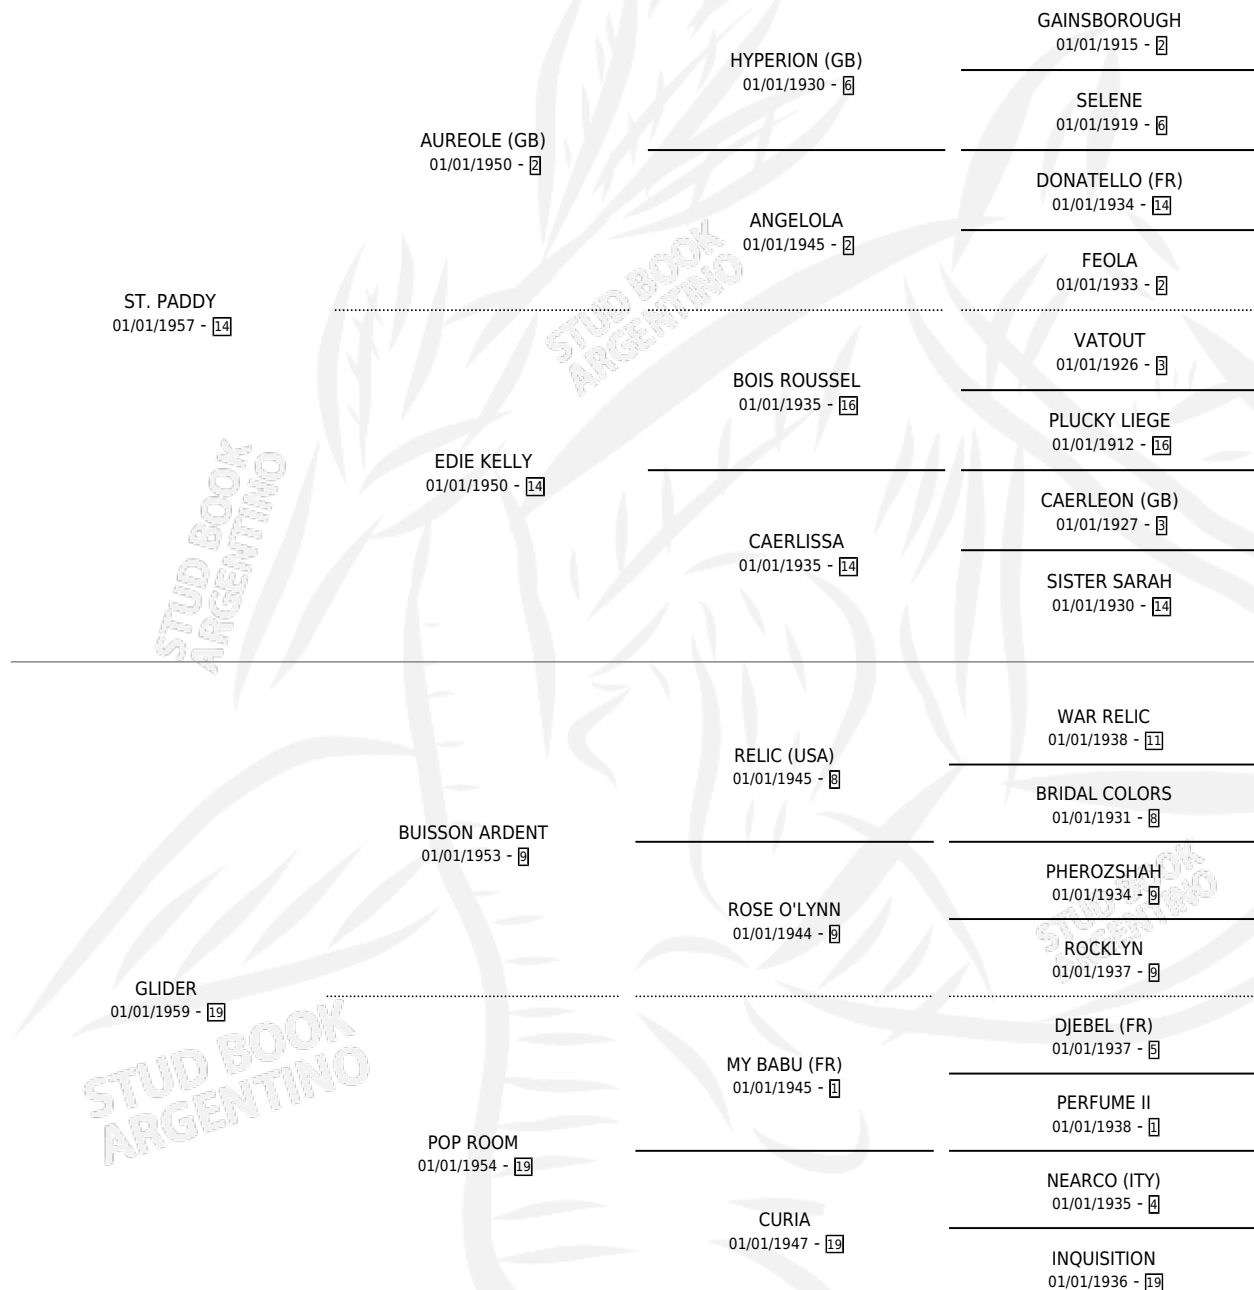 ST. PADDY
01/01/1957 - 14
AUREOLE (GB)
01/01/1950 - 2
EDIE KELLY
01/01/1950 - 14
HYPERION (GB)
01/01/1930 - 6
ANGELOLA
01/01/1945 - 2
BOIS ROUSSEL
01/01/1935 - 16
CAERLISSA
01/01/1935 - 14
GAINSBOROUGH
01/01/1915 - 2
SELENE
01/01/1919 - 6
DONATELLO (FR)
01/01/1934 - 14
FEOLA
01/01/1933 - 2
VATOUT
01/01/1926 - 3
PLUCKY LIEGE
01/01/1912 - 16
CAERLEON (GB)
01/01/1927 - 3
SISTER SARAH
01/01/1930 - 14
STUD BOOK
ARGENTINO
STUD BOOK
ARGENTINO
GLIDER
01/01/1959 - 19
BUISSON ARDENT
01/01/1953 - 9
POP ROOM
01/01/1954 - 19
RELIC (USA)
01/01/1945 - 8
ROSE O'LYNN
01/01/1944 - 9
MY BABU (FR)
01/01/1945 - 1
CURIA
01/01/1947 - 19
WAR RELIC
01/01/1938 - 11
BRIDAL COLORS
01/01/1931 - 8
PHEROZSHAH
01/01/1934 - 9
ROCKLYN
01/01/1937 - 9
DJEBEL (FR)
01/01/1937 - 5
PERFUME II
01/01/1938 - 1
NEARCO (ITY)
01/01/1935 - 4
INQUISITION
01/01/1936 - 19
STUD BOOK
ARGENTINO
STUD BOOK
ARGENTINO